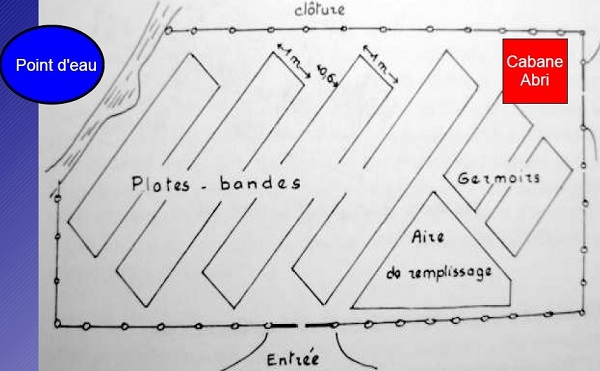 clôture
Point d'eau
Cabane
Abri
1m
0,6
1m
Plates - bandes
Germoirs
Aire
de remplissage
Entrée